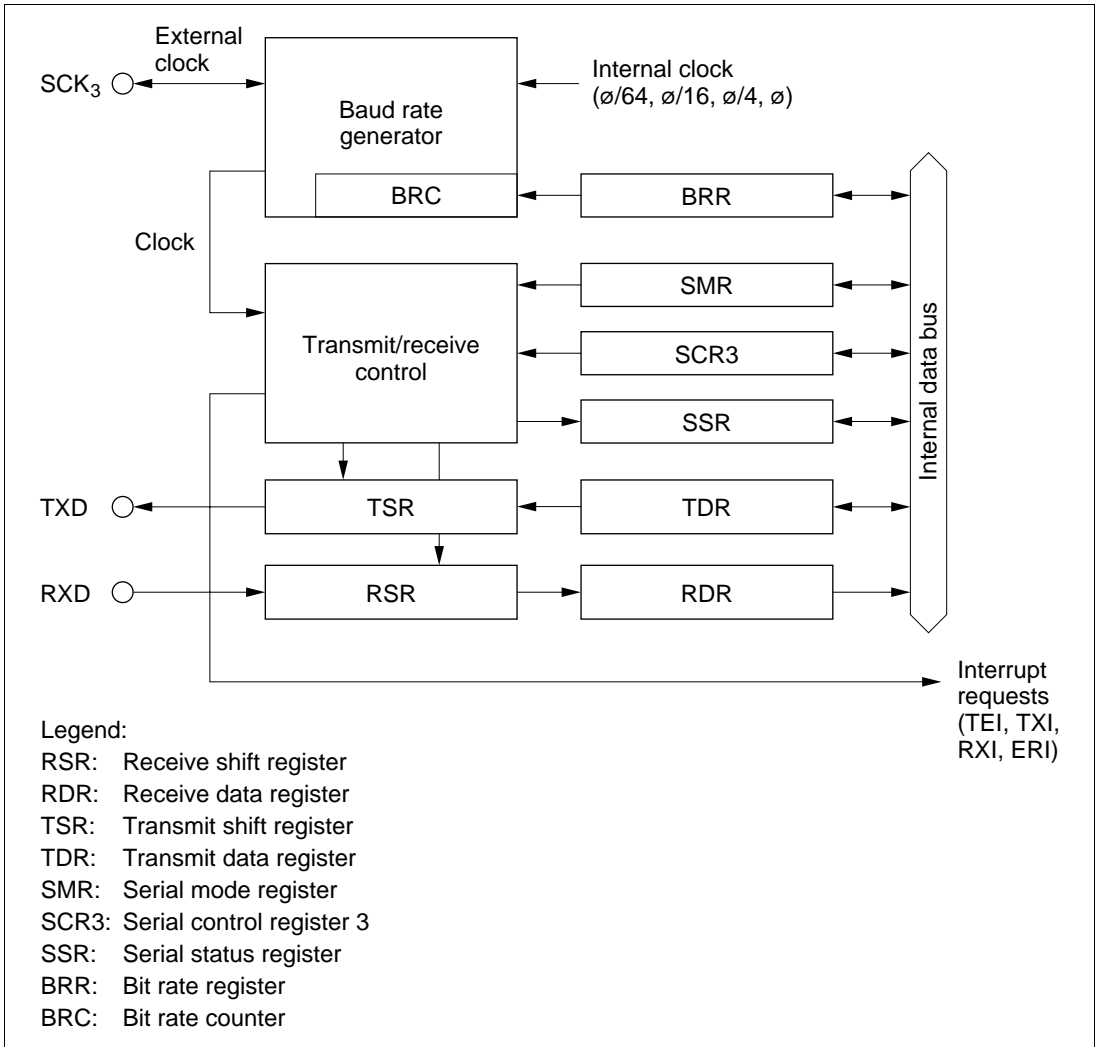 External
clock
SCK3
Internal clock
(ø/64, ø/16, ø/4, ø)
Baud rate
generator
BRC
BRR
Clock
SMR
Transmit/receive
control
SCR3
SSR
Internal data bus
TXD
TSR
TDR
RXD
RSR
RDR
Interrupt
requests
(TEI, TXI,
RXI, ERI)
Legend:
RSR: Receive shift register
RDR: Receive data register
TSR: Transmit shift register
TDR: Transmit data register
SMR: Serial mode register
SCR3: Serial control register 3
SSR: Serial status register
BRR: Bit rate register
BRC: Bit rate counter